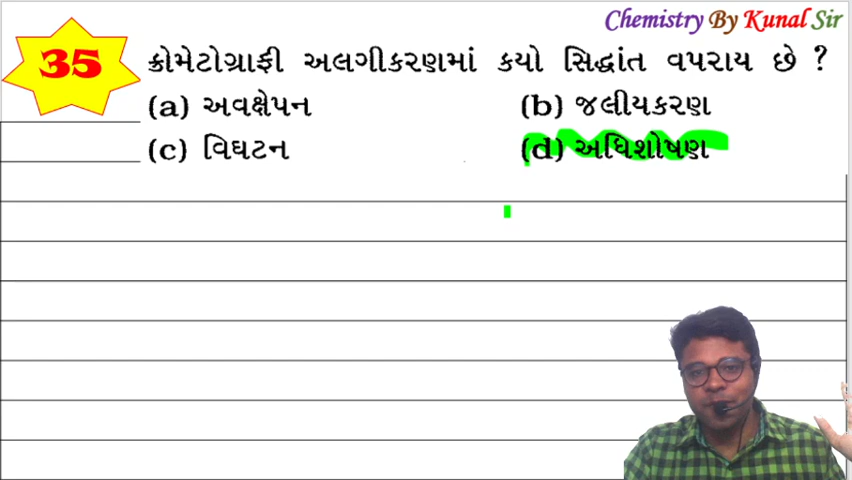 Chemistry By Kunal Sir
35
ક્રોમેટોગ્રાફી અલગીકરણમાં કયો સિદ્ધાંત વપરાય છે ?
(a) અવક્ષેપન (b) જલીયકરણ
(c) વિઘટન (d) અધિશોષણ